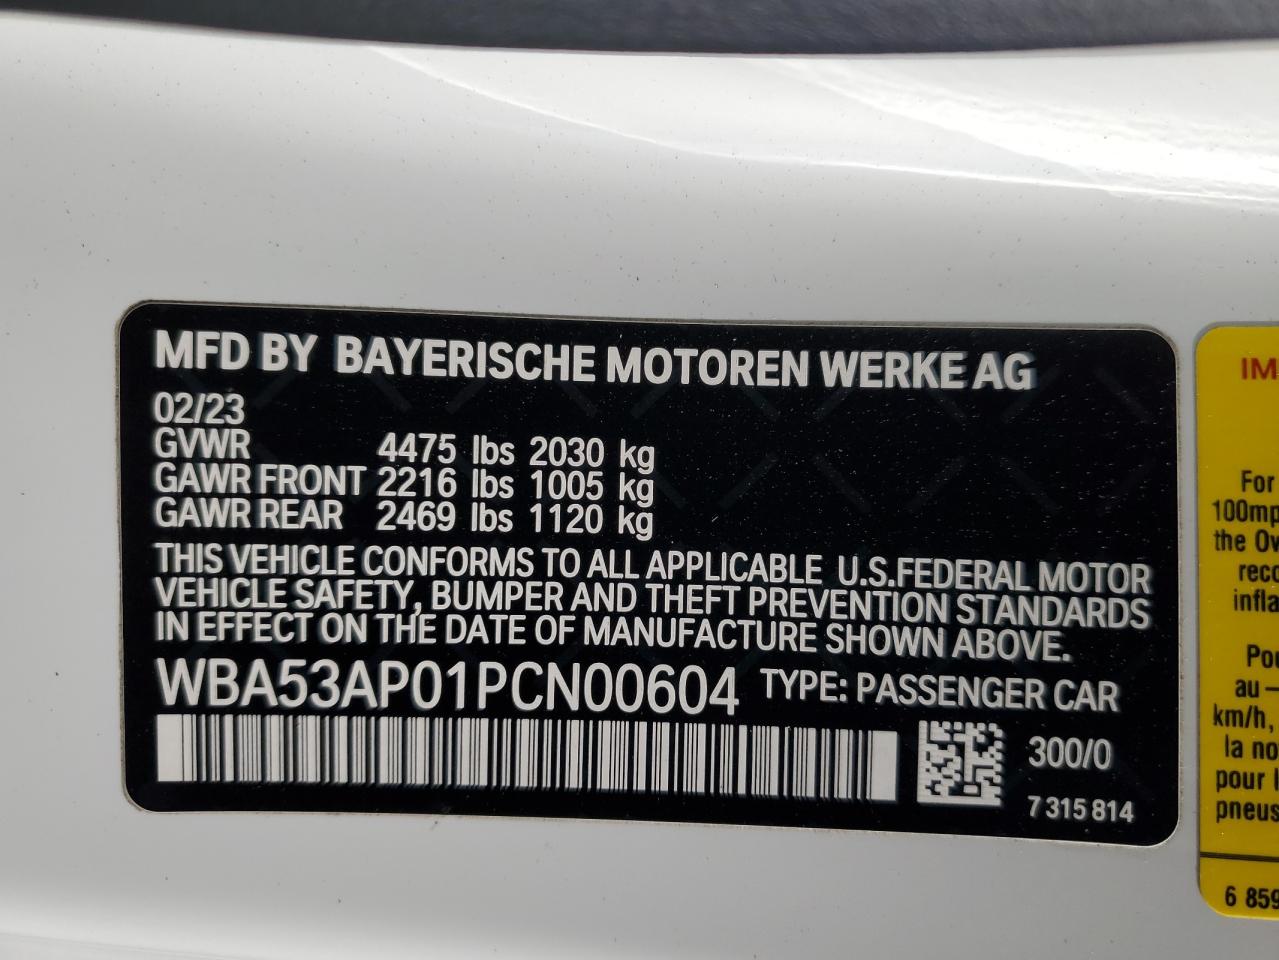 MFD BY BAYERISCHE MOTOREN WERKE AG
02/23
GVWR 4475 lbs 2030 kg
GAWR FRONT 2216 lbs 1005 kg
GAWR REAR 2469 lbs 1120 kg
THIS VEHICLE CONFORMS TO ALL APPLICABLE U.S.FEDERAL MOTOR
VEHICLE SAFETY, BUMPER AND THEFT PREVENTION STANDARDS
IN EFFECT ON THE DATE OF MANUFACTURE SHOWN ABOVE.
WBA53AP01PCN00604 TYPE: PASSENGER CAR
300/0
7 315 814
IM
For
100mp
the Ov
reco
infla
Pou
au –
km/h,
la no
pour
pneus
6 859